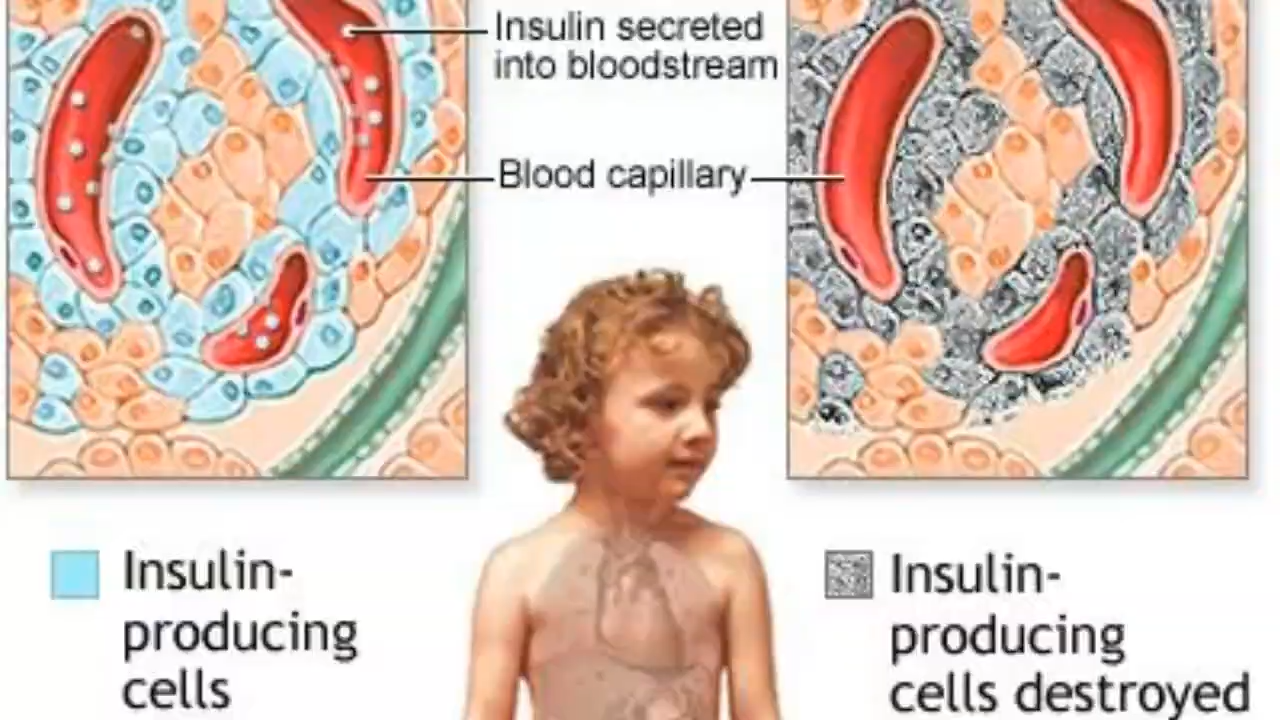 Insulin secreted
into bloodstream
Blood capillary
Insulin-
producing
cells
Insulin-
producing
cells destroyed